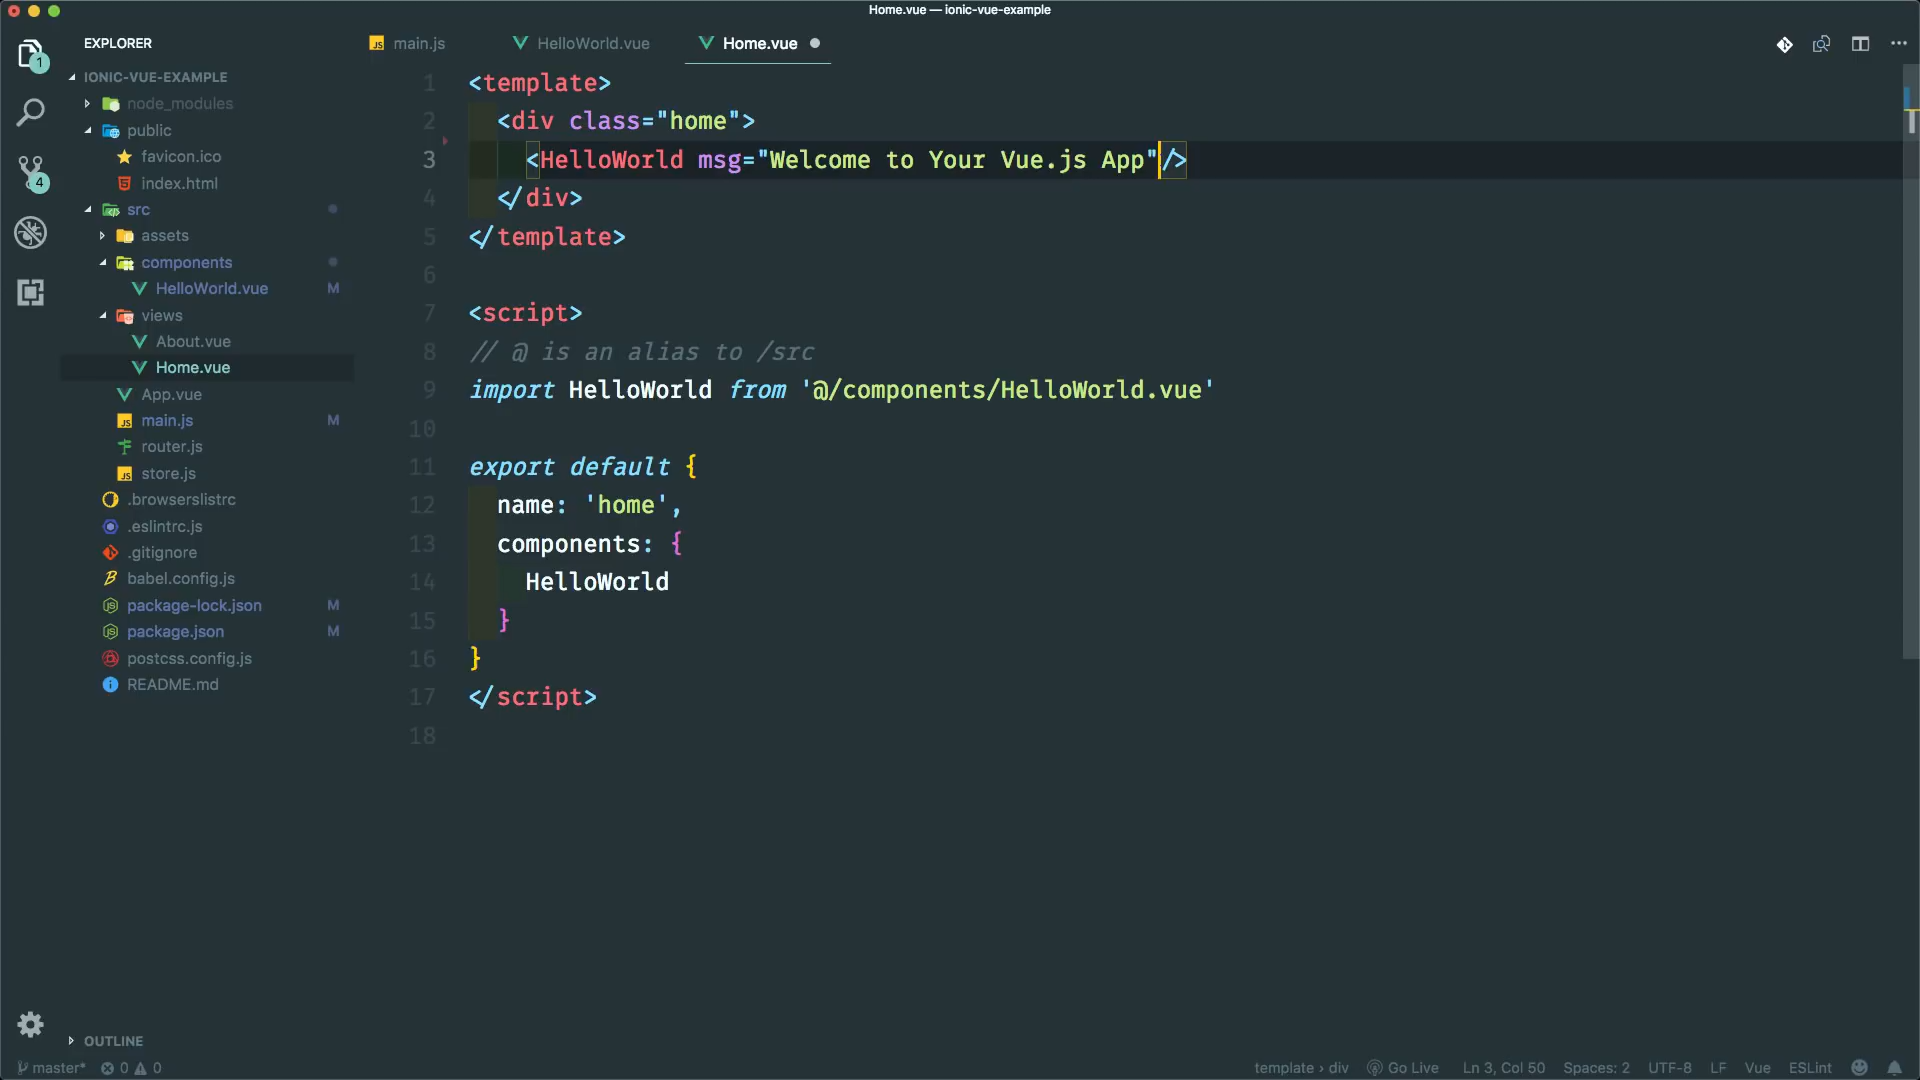 Home.vue — ionic-vue-example
EXPLORER
main.js
HelloWorld.vue
Home.vue
1
4
IONIC-VUE-EXAMPLE
node_modules
public
favicon.ico
index.html
src
assets
components
HelloWorld.vue M
views
About.vue
Home.vue
App.vue
main.js M
router.js
store.js
.browserslistrc
.eslintrc.js
.gitignore
babel.config.js
package-lock.json M
package.json M
postcss.config.js
README.md
OUTLINE
1 <template>
2 <div class="home">
3 <HelloWorld msg="Welcome to Your Vue.js App"/>
4 </div>
5 </template>
6
7 <script>
8 // @ is an alias to /src
9 import HelloWorld from '@/components/HelloWorld.vue'
10
11 export default {
12 name: 'home',
13 components: {
14 HelloWorld
15 }
16 }
17 </script>
18
master* 0 0
template › div Go Live Ln 3, Col 50 Spaces: 2 UTF-8 LF Vue ESLint